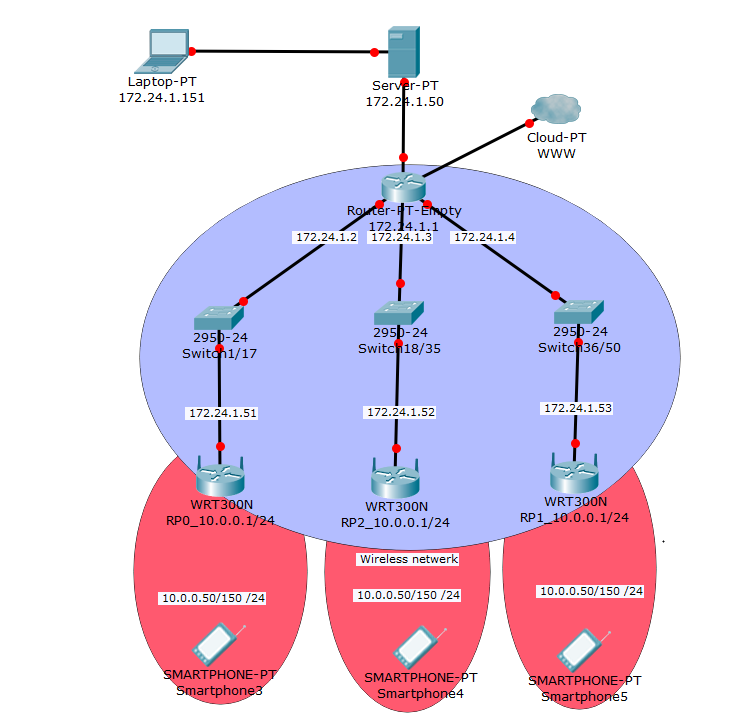 Laptop-PT
172.24.1.151
Server-PT
172.24.1.50
Cloud-PT
WWW
Router-PT-Empty
172.24.1.1
172.24.1.2
172.24.1.3
172.24.1.4
2950-24
Switch1/17
2950-24
Switch18/35
2950-24
Switch36/50
172.24.1.51
172.24.1.52
172.24.1.53
WRT300N
RP0_10.0.0.1/24
WRT300N
RP2_10.0.0.1/24
WRT300N
RP1_10.0.0.1/24
Wireless netwerk
10.0.0.50/150 /24
10.0.0.50/150 /24
10.0.0.50/150 /24
SMARTPHONE-PT
Smartphone3
SMARTPHONE-PT
Smartphone4
SMARTPHONE-PT
Smartphone5